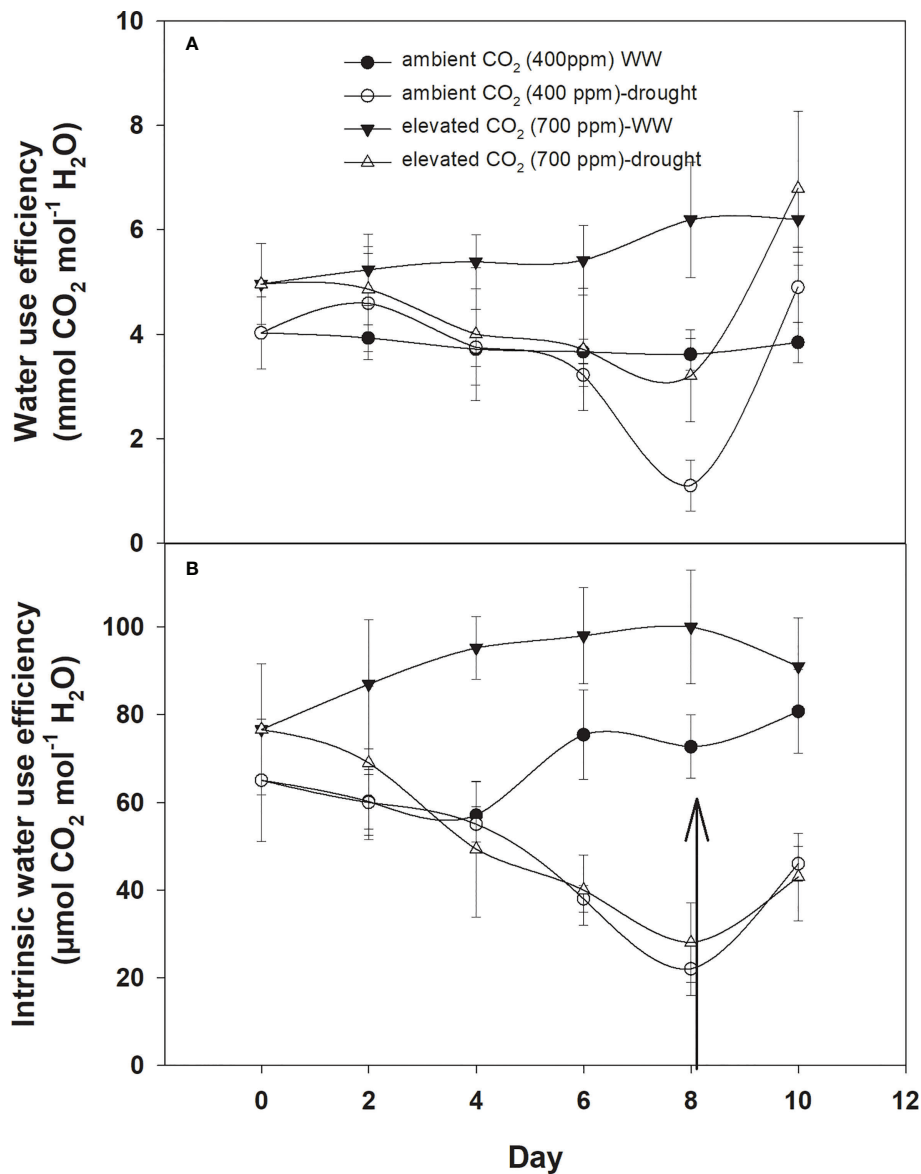 A
ambient CO₂ (400ppm) WW
ambient CO₂ (400 ppm)-drought
elevated CO₂ (700 ppm)-WW
elevated CO₂ (700 ppm)-drought
Water use efficiency
(mmol CO₂ mol⁻¹ H₂O)
10
8
6
4
2
0
B
Intrinsic water use efficiency
(µmol CO₂ mol⁻¹ H₂O)
100
80
60
40
20
0
0 2 4 6 8 10 12
Day